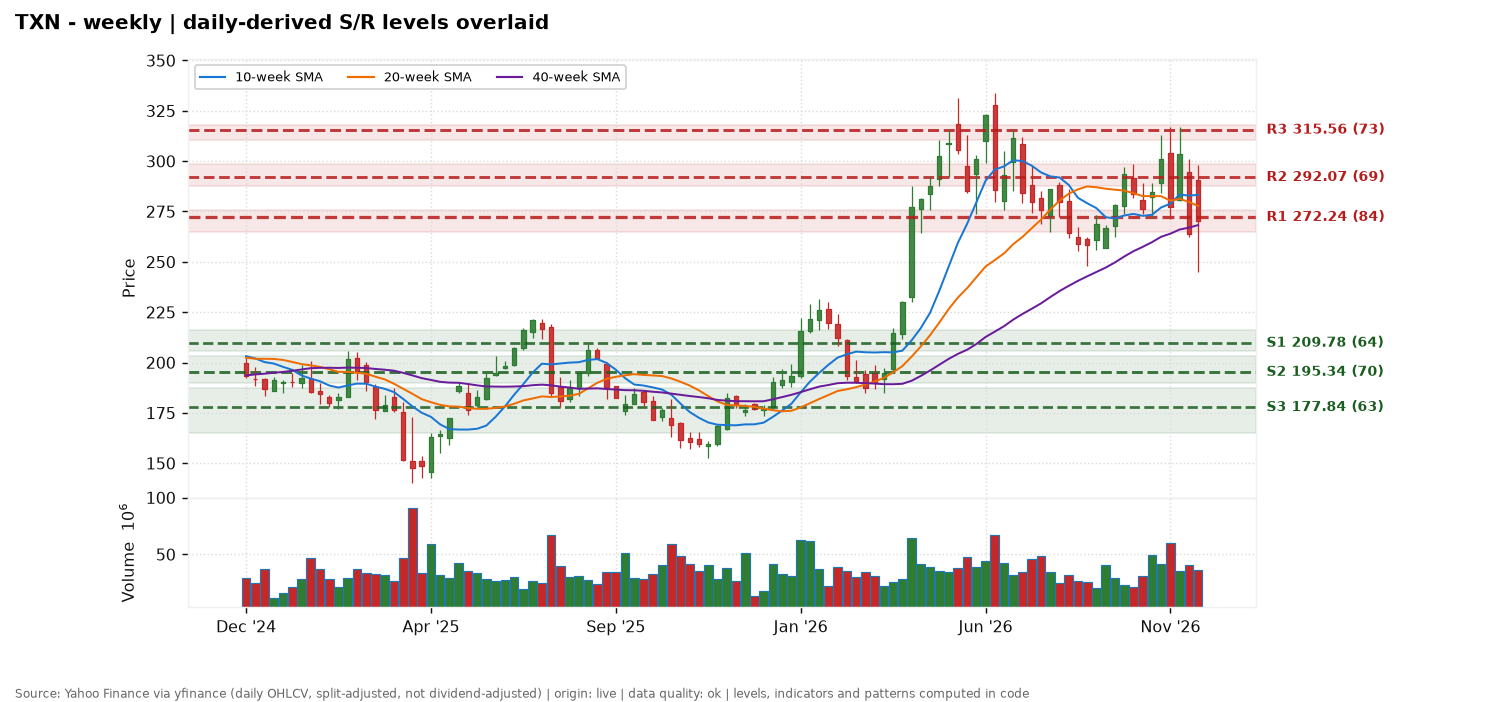 TXN - weekly | daily-derived S/R levels overlaid
10-week SMA
20-week SMA
40-week SMA
350
325
300
275
250
225
200
175
150
Price
R3 315.56 (73)
R2 292.07 (69)
R1 272.24 (84)
S1 209.78 (64)
S2 195.34 (70)
S3 177.84 (63)
100
50
Volume 10⁶
Dec '24
Apr '25
Sep '25
Jan '26
Jun '26
Nov '26
Source: Yahoo Finance via yfinance (daily OHLCV, split-adjusted, not dividend-adjusted) | origin: live | data quality: ok | levels, indicators and patterns computed in code